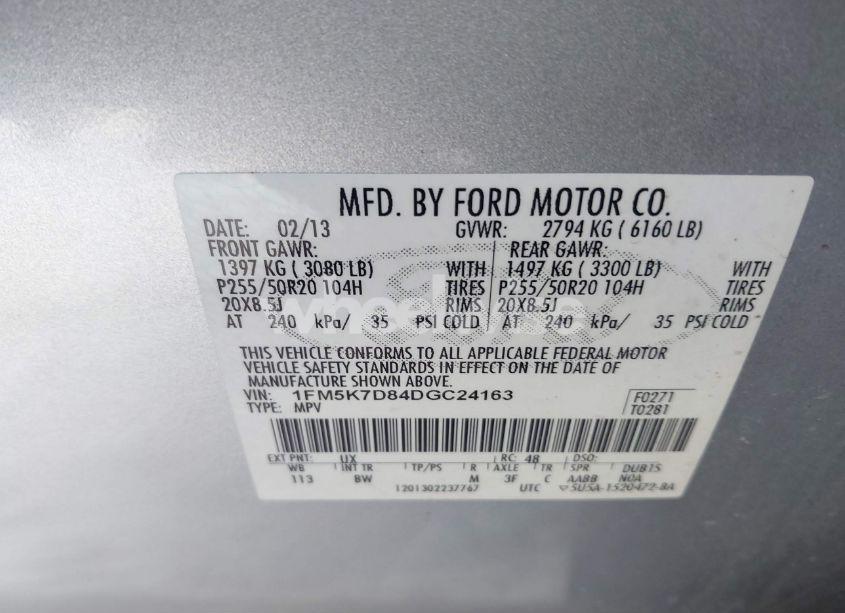 MFD. BY FORD MOTOR CO.
DATE: 02/13 GVWR: 2794 KG ( 6160 LB)
FRONT GAWR: REAR GAWR:
1397 KG ( 3080 LB) WITH 1497 KG ( 3300 LB) WITH
P255/50R20 104H TIRES P255/50R20 104H TIRES
20X8.5J RIMS 20X8.5J RIMS
AT 240 kPa/ 35 PSI COLD AT 240 kPa/ 35 PSI COLD
THIS VEHICLE CONFORMS TO ALL APPLICABLE FEDERAL MOTOR
VEHICLE SAFETY STANDARDS IN EFFECT ON THE DATE OF
MANUFACTURE SHOWN ABOVE.
VIN: 1FM5K7D84DGC24163 F0271
TYPE: MPV T0281
EXT PNT: UX RC: 48 DSO:
WB INT TR TP/PS R AXLE TR SPR DUB1S
113 BW M 3F C AABB N0A
1201302237767 UTC 5U5A-1520472-BA